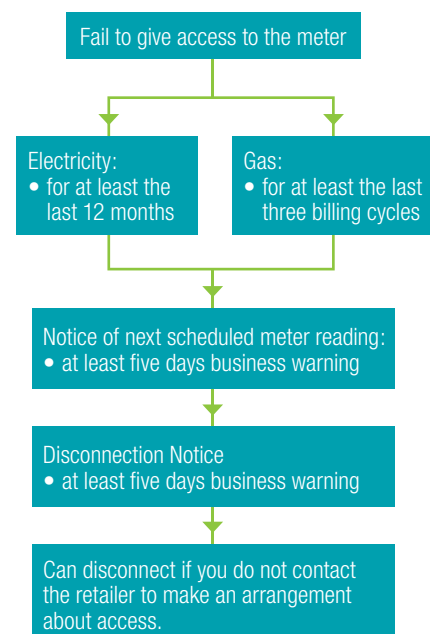 Fail to give access to the meter
Electricity:
• for at least the
last 12 months
Gas:
• for at least the last
three billing cycles
Notice of next scheduled meter reading:
• at least five days business warning
Disconnection Notice
• at least five days business warning
Can disconnect if you do not contact
the retailer to make an arrangement
about access.